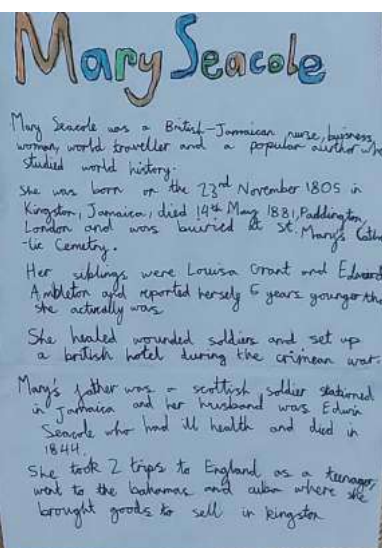 Mary Seacole
Mary Seacole was a British-Jamaican nurse, buisness
woman, world traveller and a popular author who
studied world history.
She was born on the 23rd November 1805 in
Kingston, Jamaica, died 14th May 1881, Paddington,
London and was buried at St. Mary's Catho
-lic Cemetry.
Her siblings were Louisa Grant and Edward
Ambleton and reported hersely 5 years younger than
she actually was.
She healed wounded soldiers and set up
a british hotel during the crimean war.
Mary's father was a scottish soldier stationed
in Jamaica and her husband was Edwin
Seacole who had ill health and died in
1844.
She took 2 trips to England as a teenager,
went to the bahamas and cuba where she
brought goods to sell in kingston